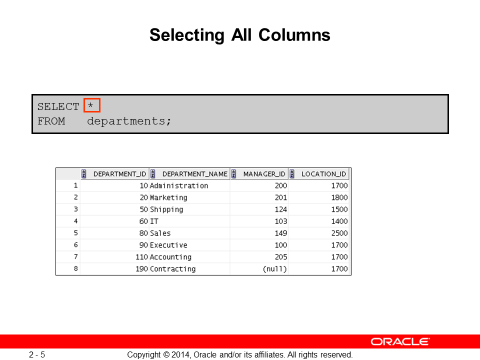 Selecting All Columns
SELECT *
FROM departments;
DEPARTMENT_ID DEPARTMENT_NAME MANAGER_ID LOCATION_ID
1 10 Administration 200 1700
2 20 Marketing 201 1800
3 50 Shipping 124 1500
4 60 IT 103 1400
5 80 Sales 149 2500
6 90 Executive 100 1700
7 110 Accounting 205 1700
8 190 Contracting (null) 1700
ORACLE
2 - 5 Copyright © 2014, Oracle and/or its affiliates. All rights reserved.